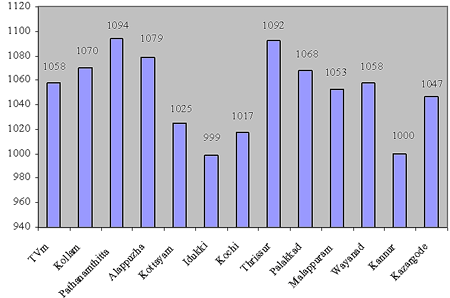 1120
1100
1080
1060
1040
1020
1000
980
960
940
1058
1070
1094
1079
1025
999
1017
1092
1068
1053
1058
1000
1047
TVm
Kollam
Pathanamthitta
Alappuzha
Kottayam
Idukki
Kochi
Thrissur
Palakkad
Malappuram
Wayanad
Kannur
Kazargode